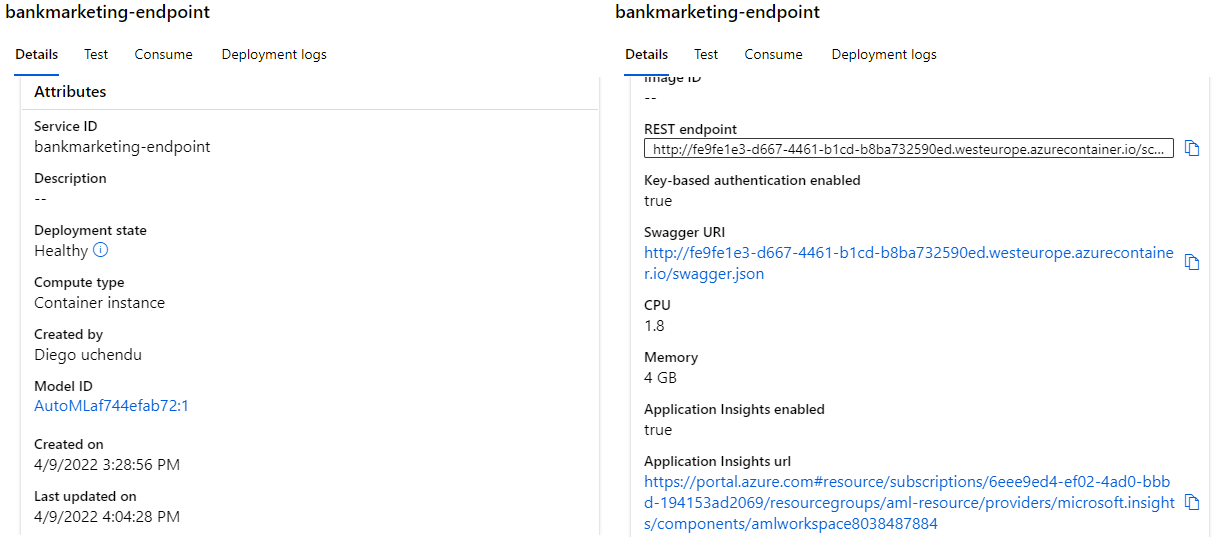 bankmarketing-endpoint
Details Test Consume Deployment logs
Attributes
Service ID
bankmarketing-endpoint
Description
--
Deployment state
Healthy
Compute type
Container instance
Created by
Diego uchendu
Model ID
AutoMLaf744efab72:1
Created on
4/9/2022 3:28:56 PM
Last updated on
4/9/2022 4:04:28 PM
bankmarketing-endpoint
Details Test Consume Deployment logs
Image ID
--
REST endpoint
http://fe9fe1e3-d667-4461-b1cd-b8ba732590ed.westeurope.azurecontainer.io/sc...
Key-based authentication enabled
true
Swagger URI
http://fe9fe1e3-d667-4461-b1cd-b8ba732590ed.westeurope.azurecontaine
r.io/swagger.json
CPU
1.8
Memory
4 GB
Application Insights enabled
true
Application Insights url
https://portal.azure.com#resource/subscriptions/6eee9ed4-ef02-4ad0-bbb
d-194153ad2069/resourcegroups/aml-resource/providers/microsoft.insight
s/components/amlworkspace8038487884